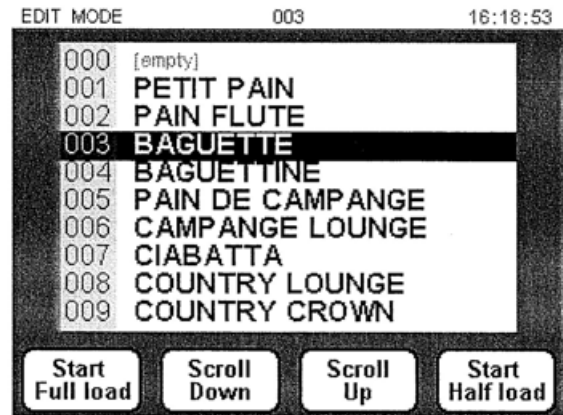 EDIT MODE 003 16:18:53
000 [empty]
001 PETIT PAIN
002 PAIN FLUTE
003 BAGUETTE
004 BAGUETTINE
005 PAIN DE CAMPANGE
006 CAMPANGE LOUNGE
007 CIABATTA
008 COUNTRY LOUNGE
009 COUNTRY CROWN
Start Full load
Scroll Down
Scroll Up
Start Half load